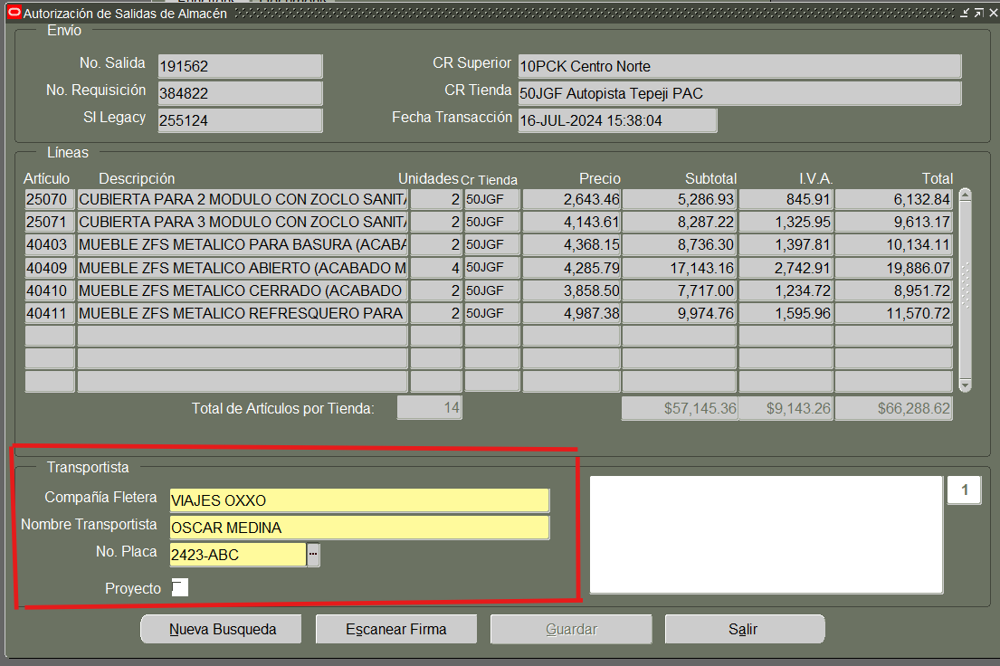 Autorización de Salidas de Almacén
Envío
No. Salida 191562 CR Superior 10PCK Centro Norte
No. Requisición 384822 CR Tienda 50JGF Autopista Tepeji PAC
SI Legacy 255124 Fecha Transacción 16-JUL-2024 15:38:04
Líneas
Artículo Descripción Unidades Cr Tienda Precio Subtotal I.V.A. Total
25070 CUBIERTA PARA 2 MODULO CON ZOCLO SANITA 2 50JGF 2,643.46 5,286.93 845.91 6,132.84
25071 CUBIERTA PARA 3 MODULO CON ZOCLO SANITA 2 50JGF 4,143.61 8,287.22 1,325.95 9,613.17
40403 MUEBLE ZFS METALICO PARA BASURA (ACABA 2 50JGF 4,368.15 8,736.30 1,397.81 10,134.11
40409 MUEBLE ZFS METALICO ABIERTO (ACABADO M 4 50JGF 4,285.79 17,143.16 2,742.91 19,886.07
40410 MUEBLE ZFS METALICO CERRADO (ACABADO 2 50JGF 3,858.50 7,717.00 1,234.72 8,951.72
40411 MUEBLE ZFS METALICO REFRESQUERO PARA 2 50JGF 4,987.38 9,974.76 1,595.96 11,570.72
Total de Artículos por Tienda: 14 $57,145.36 $9,143.26 $66,288.62
Transportista
Compañía Fletera VIAJES OXXO 1
Nombre Transportista OSCAR MEDINA
No. Placa 2423-ABC ...
Proyecto
Nueva Busqueda Escanear Firma Guardar Salir